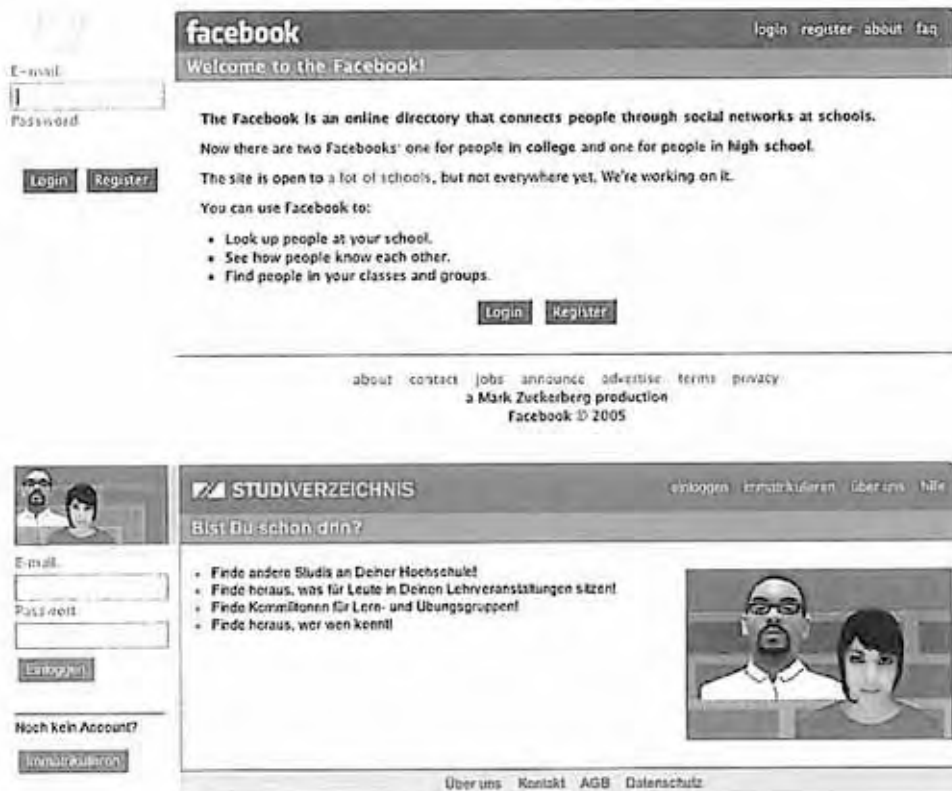 facebook
login register about faq
Welcome to the Facebook!
E-mail:
Password
Login Register
The Facebook is an online directory that connects people through social networks at schools.
Now there are two Facebooks: one for people in college and one for people in high school.
The site is open to a lot of schools, but not everywhere yet. We're working on it.
You can use Facebook to:
• Look up people at your school.
• See how people know each other.
• Find people in your classes and groups.
Login Register
about contact jobs announce advertise terms privacy
a Mark Zuckerberg production
Facebook © 2005
STUDIVERZEICHNIS
einloggen immatrikulieren über uns hilfe
Bist Du schon drin?
E-mail:
Passwort
Einloggen
Noch kein Account?
Immatrikulieren
• Finde andere Studis an Deiner Hochschule!
• Finde heraus, was für Leute in Deinen Lehrveranstaltungen sitzen!
• Finde Kommilitonen für Lern- und Übungsgruppen!
• Finde heraus, wer wen kennt!
Über uns Kontakt AGB Datenschutz